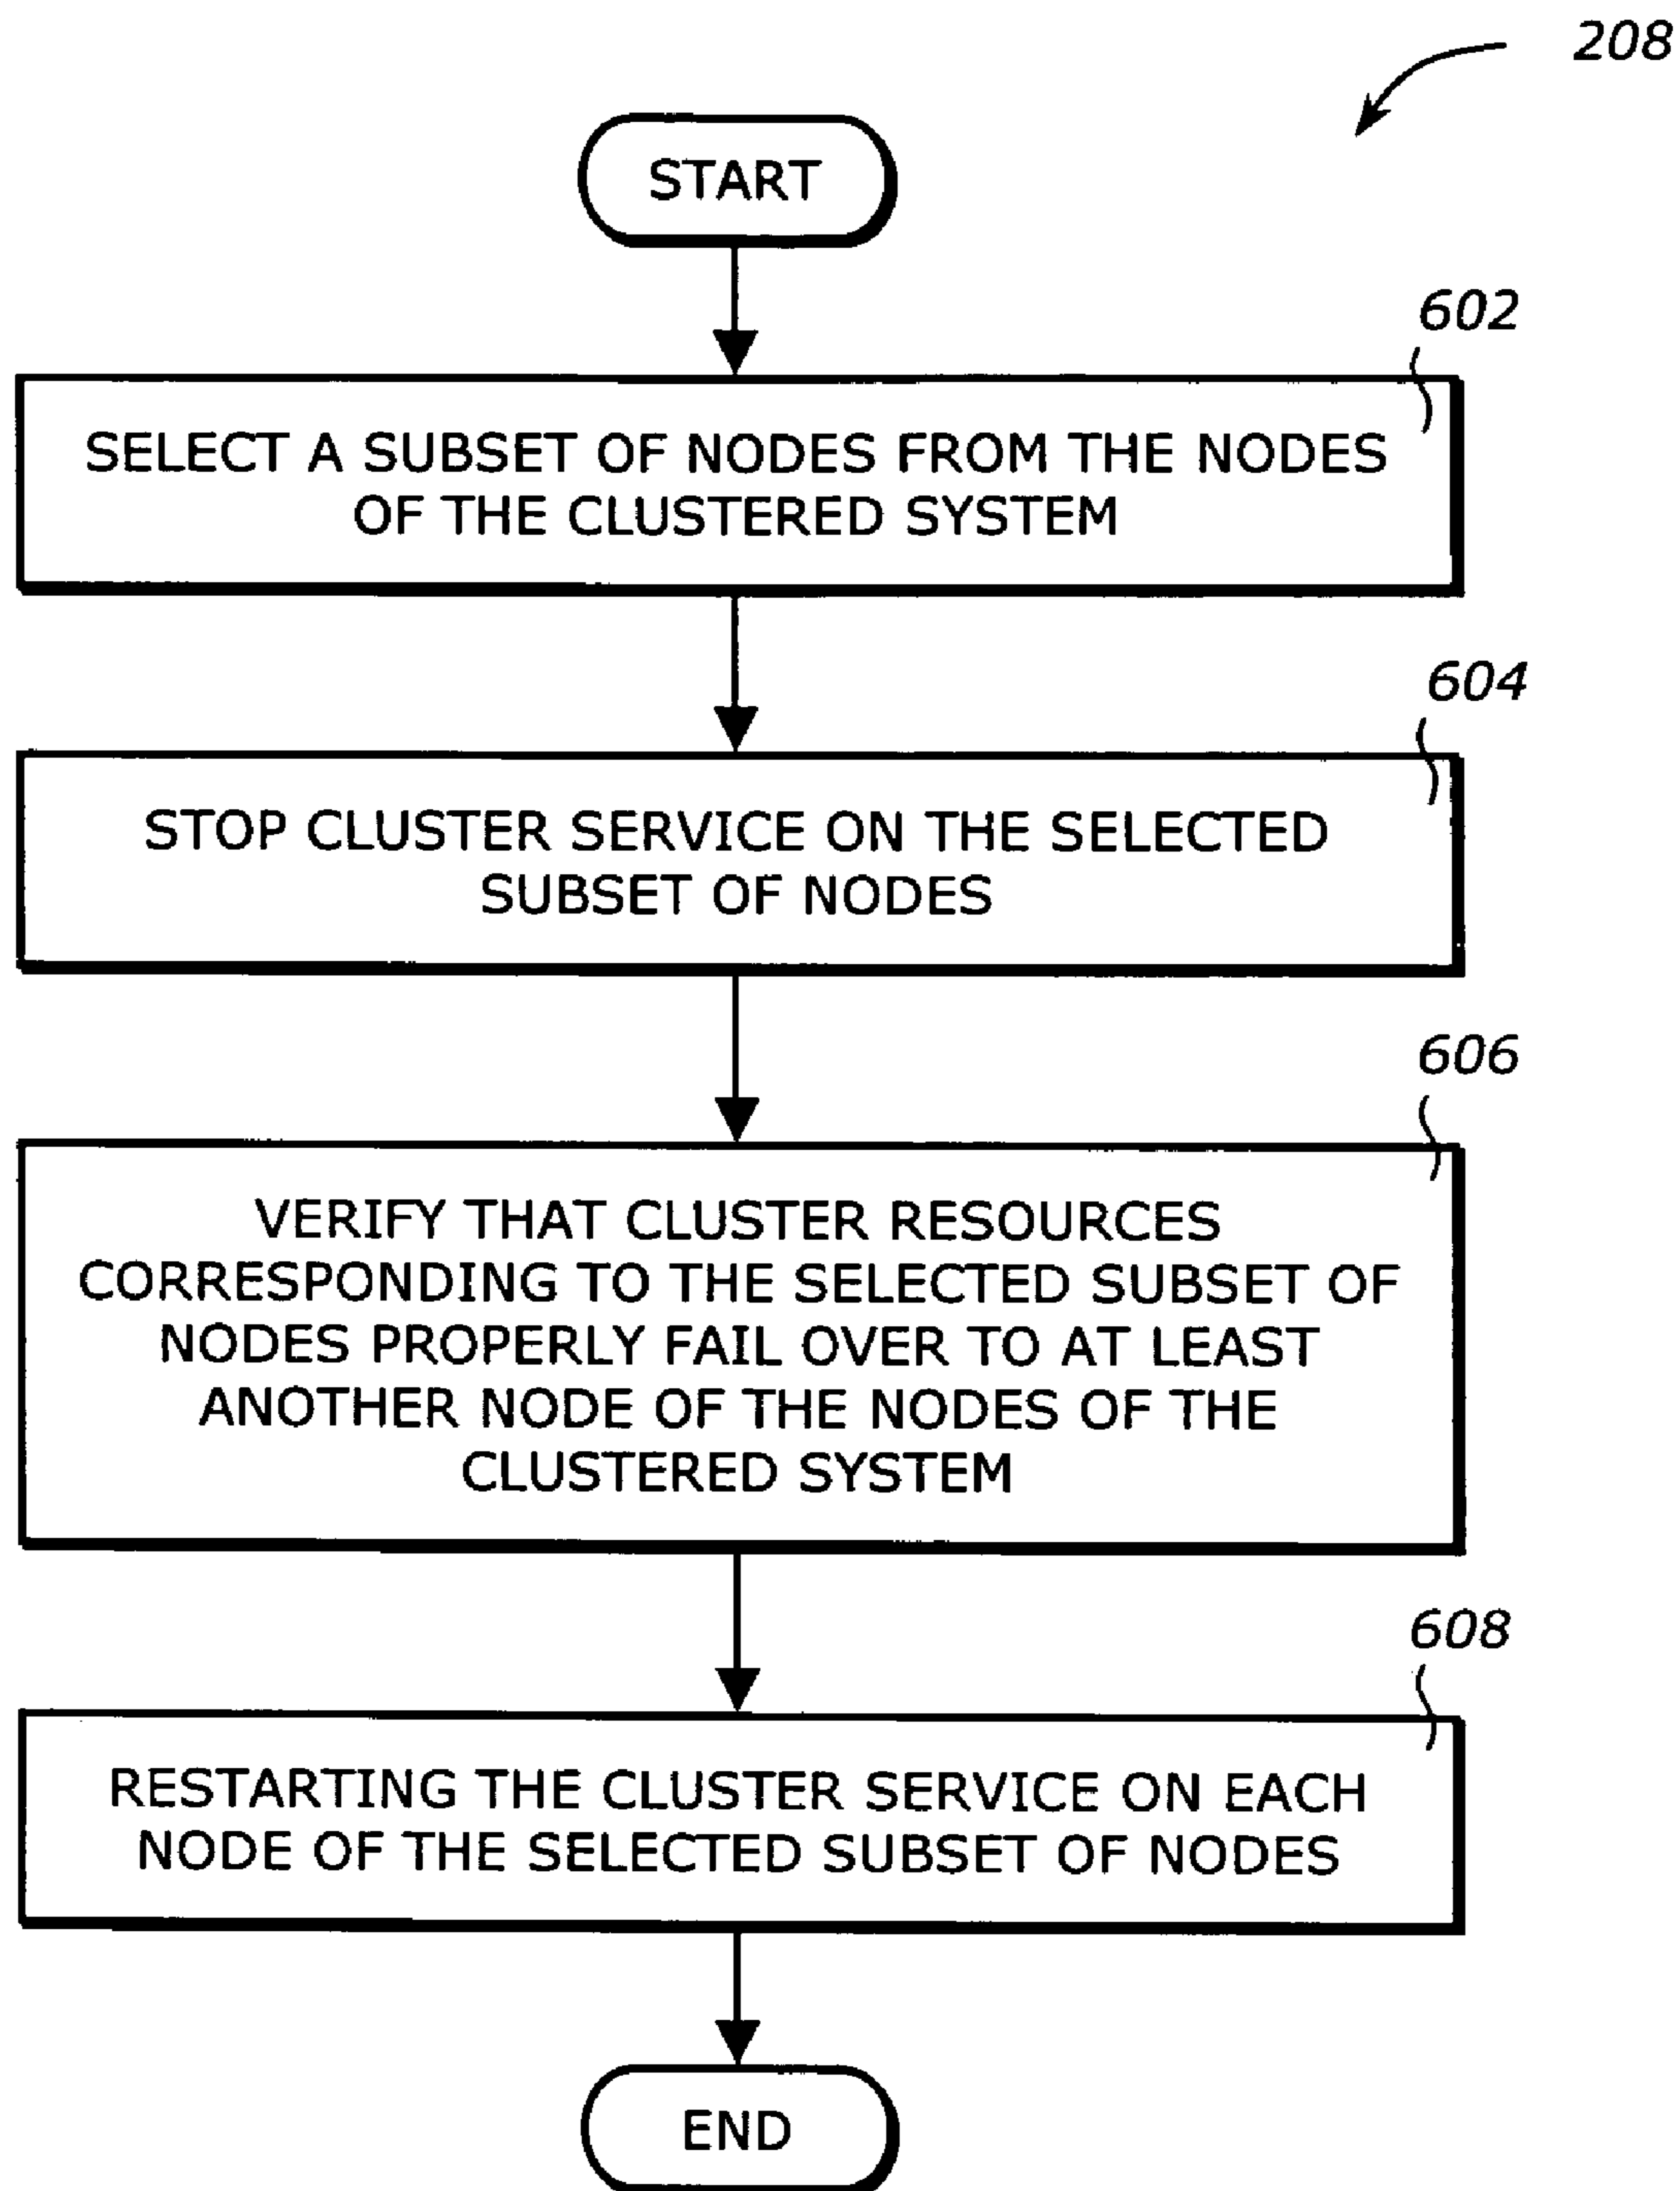 208
START
602
SELECT A SUBSET OF NODES FROM THE NODES
OF THE CLUSTERED SYSTEM
604
STOP CLUSTER SERVICE ON THE SELECTED
SUBSET OF NODES
606
VERIFY THAT CLUSTER RESOURCES
CORRESPONDING TO THE SELECTED SUBSET OF
NODES PROPERLY FAIL OVER TO AT LEAST
ANOTHER NODE OF THE NODES OF THE
CLUSTERED SYSTEM
608
RESTARTING THE CLUSTER SERVICE ON EACH
NODE OF THE SELECTED SUBSET OF NODES
END